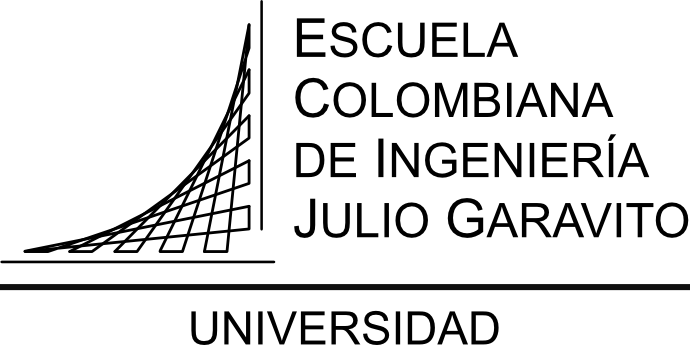 ESCUELA
COLOMBIANA
DE INGENIERÍA
JULIO GARAVITO
UNIVERSIDAD